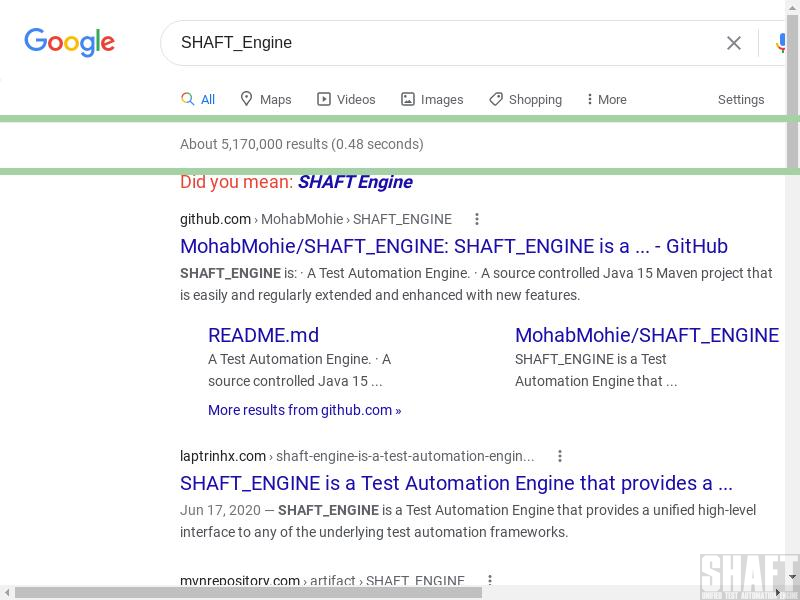 Google
SHAFT_Engine
All Maps Videos Images Shopping More Settings
About 5,170,000 results (0.48 seconds)
Did you mean: SHAFT Engine
github.com › MohabMohie › SHAFT_ENGINE
MohabMohie/SHAFT_ENGINE: SHAFT_ENGINE is a ... - GitHub
SHAFT_ENGINE is: · A Test Automation Engine. · A source controlled Java 15 Maven project that
is easily and regularly extended and enhanced with new features.
README.md
A Test Automation Engine. · A
source controlled Java 15 ...
MohabMohie/SHAFT_ENGINE
SHAFT_ENGINE is a Test
Automation Engine that ...
More results from github.com »
laptrinhx.com › shaft-engine-is-a-test-automation-engin...
SHAFT_ENGINE is a Test Automation Engine that provides a ...
Jun 17, 2020 — SHAFT_ENGINE is a Test Automation Engine that provides a unified high-level
interface to any of the underlying test automation frameworks.
mvnrepository.com › artifact › SHAFT_ENGINE
SHAFT